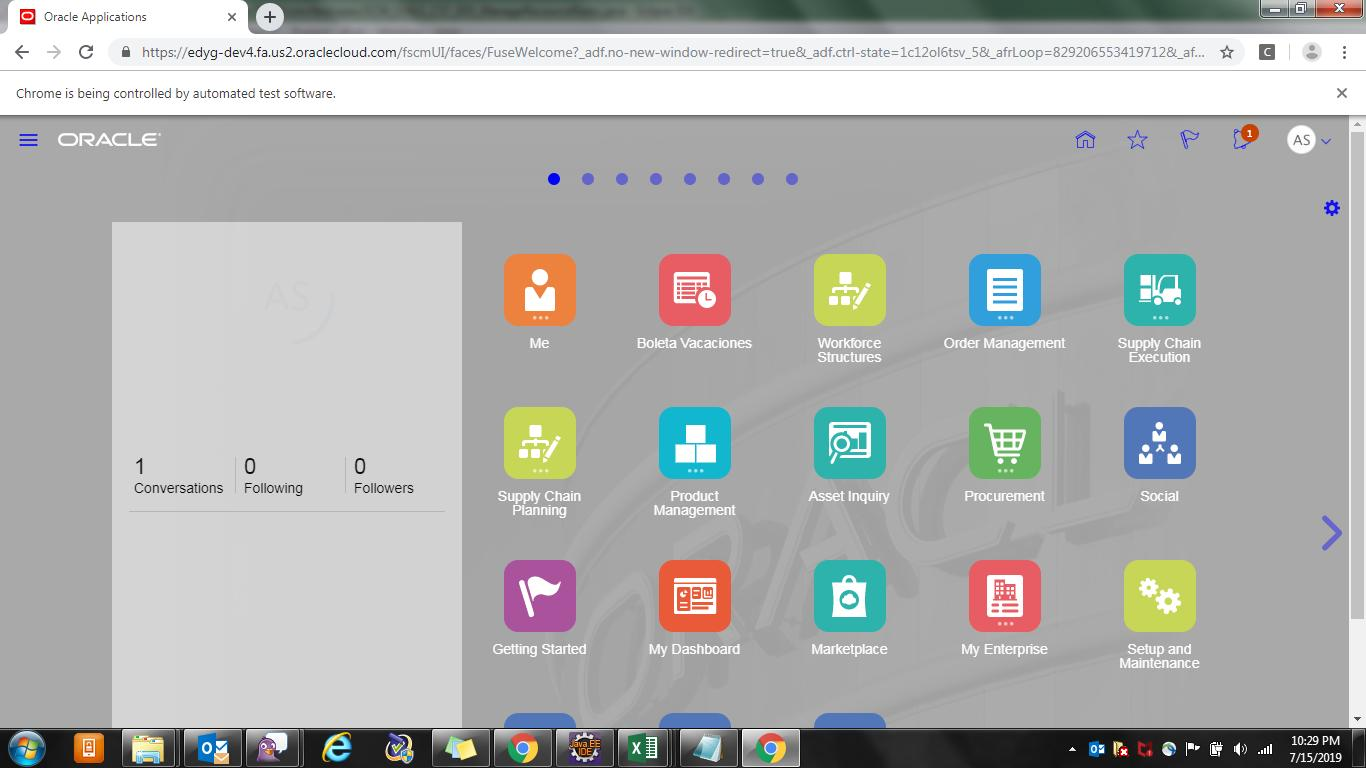 Oracle Applications
https://edyg-dev4.fa.us2.oraclecloud.com/fscmUI/faces/FuseWelcome?_adf.no-new-window-redirect=true&_adf.ctrl-state=1c12ol6tsv_5&_afrLoop=829206553419712&_af...
C
Chrome is being controlled by automated test software.
ORACLE
1
AS
AS
Me
Boleta Vacaciones
Workforce
Structures
Order Management
Supply Chain
Execution
1
Conversations
0
Following
0
Followers
Supply Chain
Planning
Product
Management
Asset Inquiry
Procurement
Social
Getting Started
My Dashboard
Marketplace
My Enterprise
Setup and
Maintenance
Java EE
IDE
10:29 PM
7/15/2019